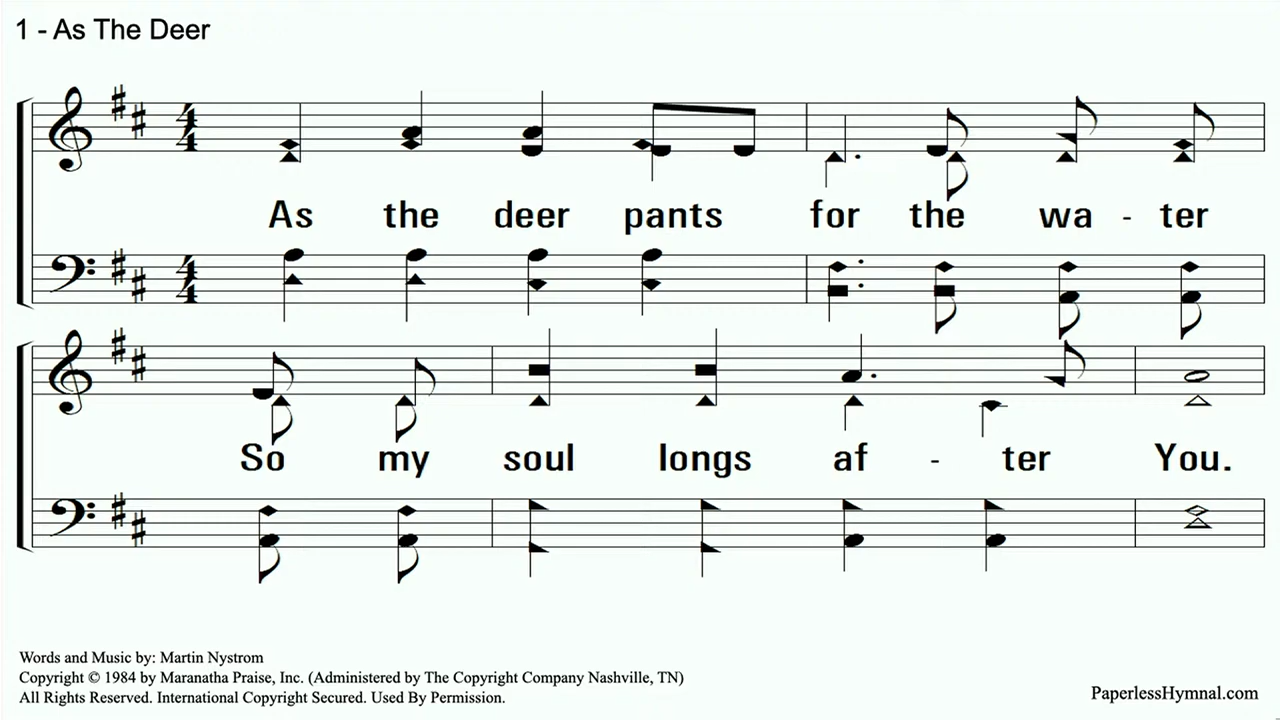 1 - As The Deer
As the deer pants for the wa - ter
So my soul longs af - ter You.
Words and Music by: Martin Nystrom
Copyright © 1984 by Maranatha Praise, Inc. (Administered by The Copyright Company Nashville, TN)
All Rights Reserved. International Copyright Secured. Used By Permission.
PaperlessHymnal.com